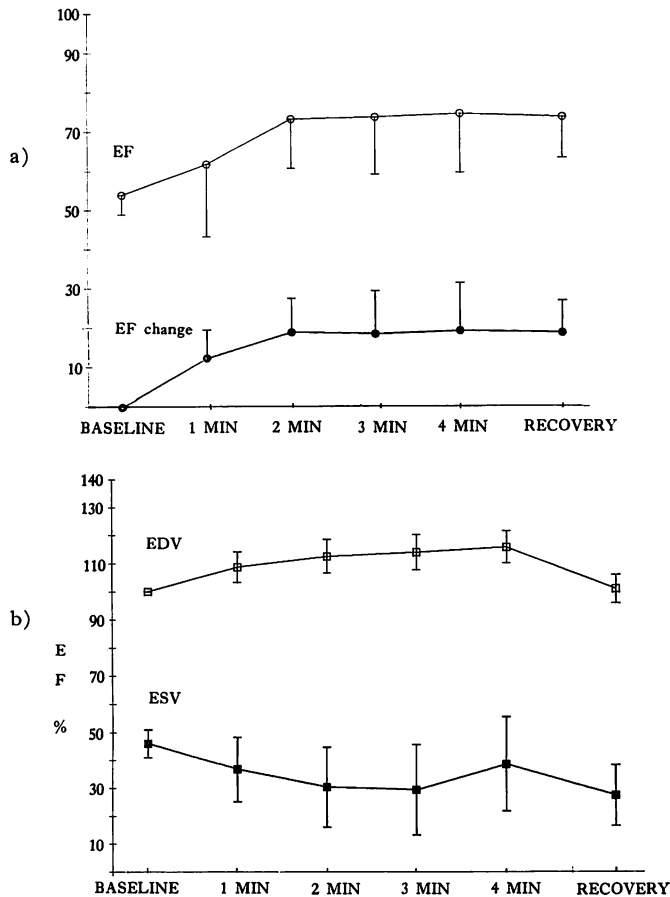 100
90
a)
EF
70
50
30
EF change
10
BASELINE 1 MIN 2 MIN 3 MIN 4 MIN RECOVERY
140
130
EDV
110
b)
90
E
F
70
ESV
%
50
30
10
BASELINE 1 MIN 2 MIN 3 MIN 4 MIN RECOVERY